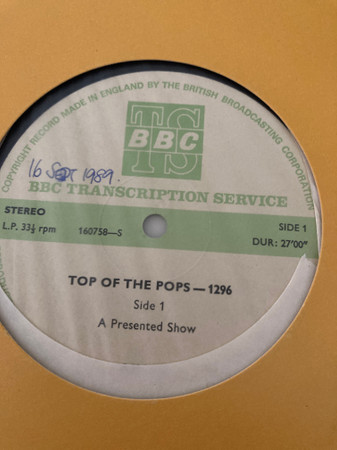 COPYRIGHT RECORD MADE IN ENGLAND BY THE BRITISH BROADCASTING CORPORATION
TS
BBC
16 SEPT 1989.
BBC TRANSCRIPTION SERVICE
STEREO
SIDE 1
L.P. 33⅓ rpm
160758—S
DUR: 27'00"
TOP OF THE POPS — 1296
Side 1
A Presented Show